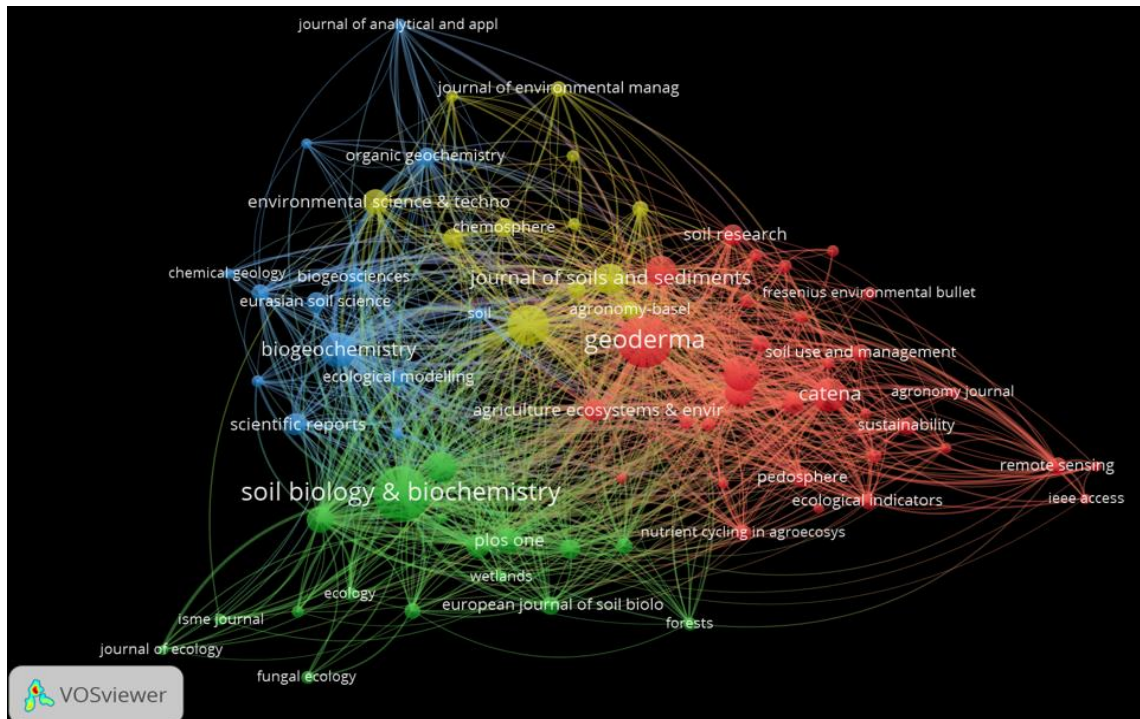 journal of analytical and appl
journal of environmental manag
organic geochemistry
environmental science & techno
chemosphere
soil research
chemical geology
biogeosciences
journal of soils and sediments
fresenius environmental bullet
eurasian soil science
soil
agronomy-basel
geoderma
biogeochemistry
soil use and management
ecological modelling
catena
agronomy journal
agriculture ecosystems & envir
scientific reports
sustainability
remote sensing
pedosphere
soil biology & biochemistry
ecological indicators
ieee access
plos one
nutrient cycling in agroecosys
wetlands
ecology
european journal of soil biolo
isme journal
forests
journal of ecology
fungal ecology
VOSviewer